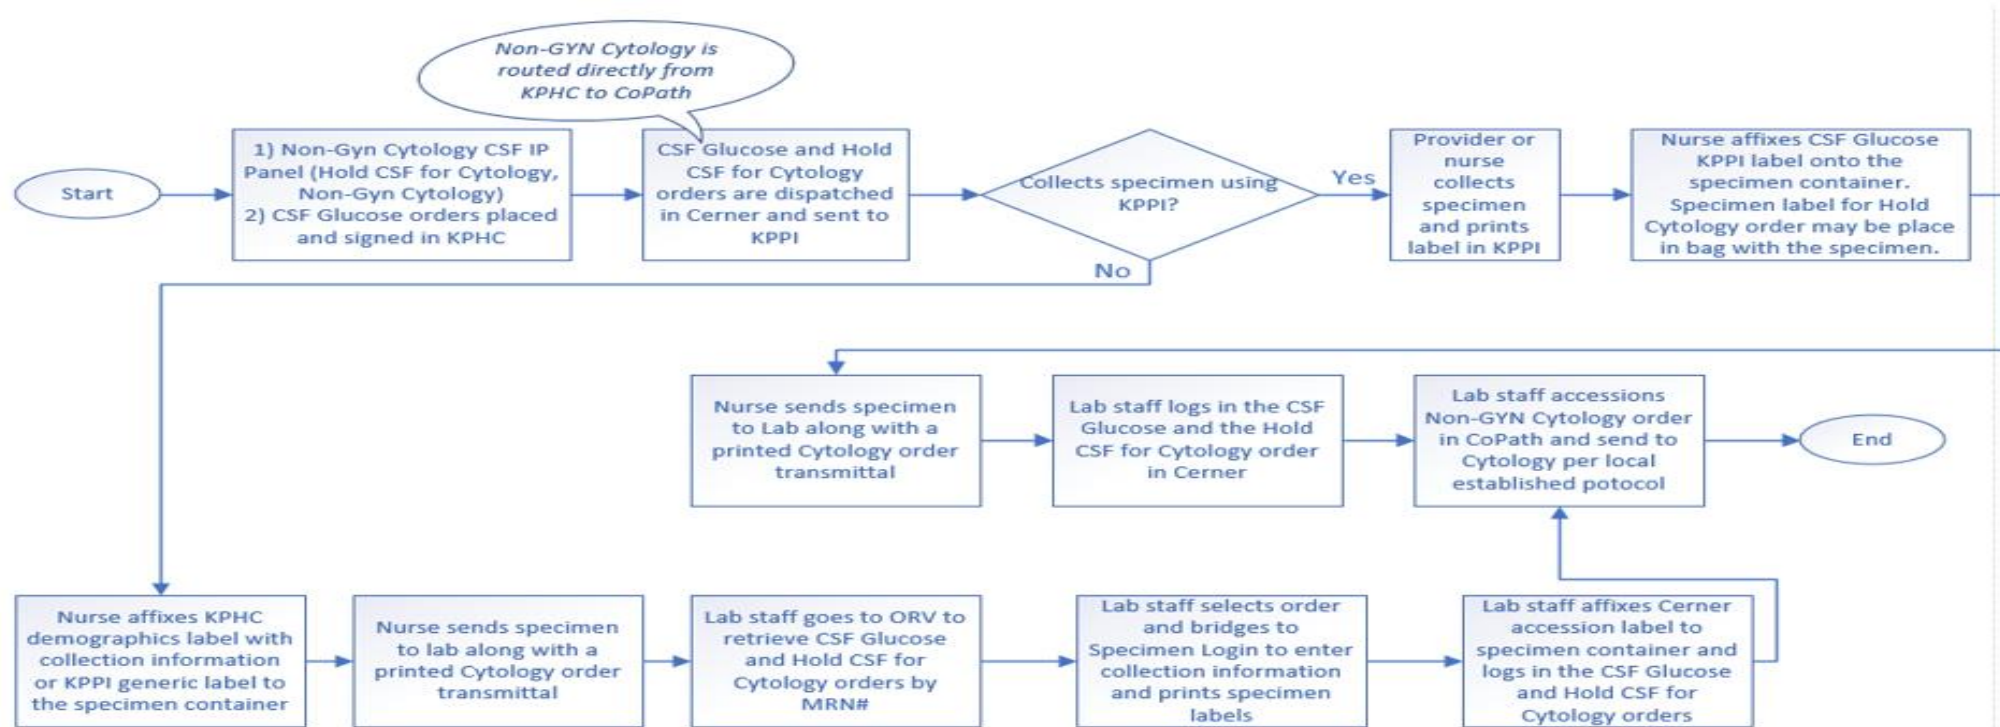 Non-GYN Cytology is
routed directly from
KPHC to CoPath
Start
1) Non-Gyn Cytology CSF IP
Panel (Hold CSF for Cytology,
Non-Gyn Cytology)
2) CSF Glucose orders placed
and signed in KPHC
CSF Glucose and Hold
CSF for Cytology
orders are dispatched
in Cerner and sent to
KPPI
Collects specimen using
KPPI?
Yes
No
Provider or
nurse
collects
specimen
and prints
label in KPPI
Nurse affixes CSF Glucose
KPPI label onto the
specimen container.
Specimen label for Hold
Cytology order may be place
in bag with the specimen.
Nurse sends specimen
to Lab along with a
printed Cytology order
transmittal
Lab staff logs in the CSF
Glucose and the Hold
CSF for Cytology order
in Cerner
Lab staff accessions
Non-GYN Cytology order
in CoPath and send to
Cytology per local
established potocol
End
Nurse affixes KPHC
demographics label with
collection information
or KPPI generic label to
the specimen container
Nurse sends specimen
to lab along with a
printed Cytology order
transmittal
Lab staff goes to ORV to
retrieve CSF Glucose
and Hold CSF for
Cytology orders by
MRN#
Lab staff selects order
and bridges to
Specimen Login to enter
collection information
and prints specimen
labels
Lab staff affixes Cerner
accession label to
specimen container and
logs in the CSF Glucose
and Hold CSF for
Cytology orders